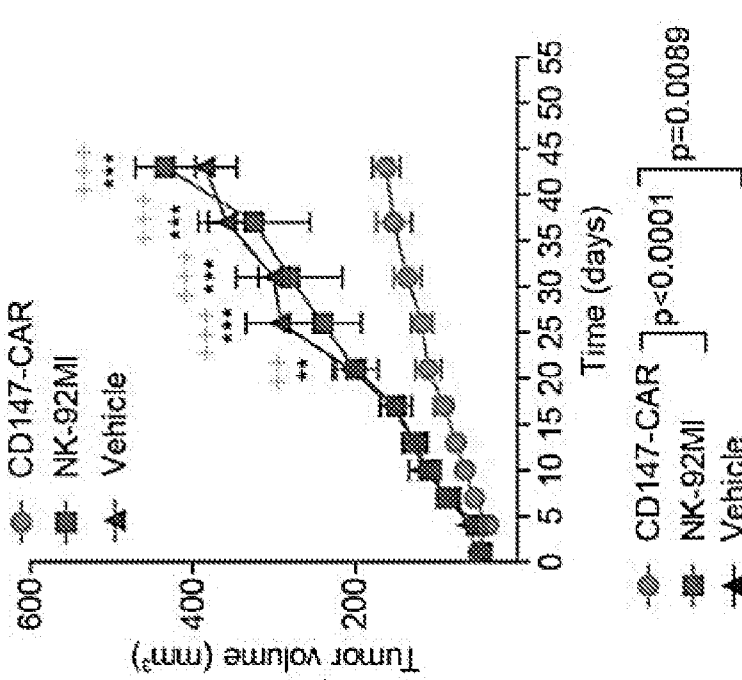 CD147-CAR
NK-92MI
Vehicle
600
400
200
Tumor volume (mm³)
+++
***
+++
***
+++
***
+++
***
++
**
0 5 10 15 20 25 30 35 40 45 50 55
Time (days)
CD147-CAR
NK-92MI
Vehicle
p<0.0001
p=0.0089